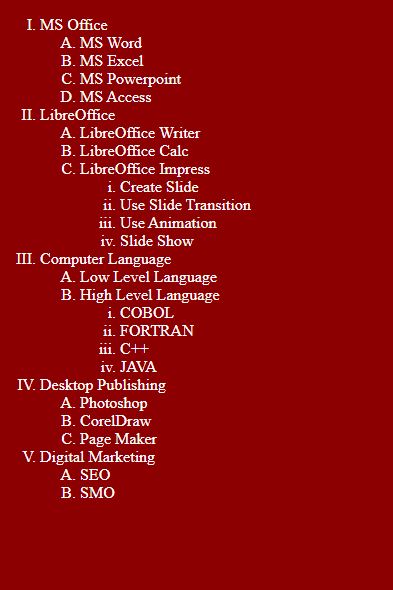 I. MS Office
A. MS Word
B. MS Excel
C. MS Powerpoint
D. MS Access
II. LibreOffice
A. LibreOffice Writer
B. LibreOffice Calc
C. LibreOffice Impress
i. Create Slide
ii. Use Slide Transition
iii. Use Animation
iv. Slide Show
III. Computer Language
A. Low Level Language
B. High Level Language
i. COBOL
ii. FORTRAN
iii. C++
iv. JAVA
IV. Desktop Publishing
A. Photoshop
B. CorelDraw
C. Page Maker
V. Digital Marketing
A. SEO
B. SMO